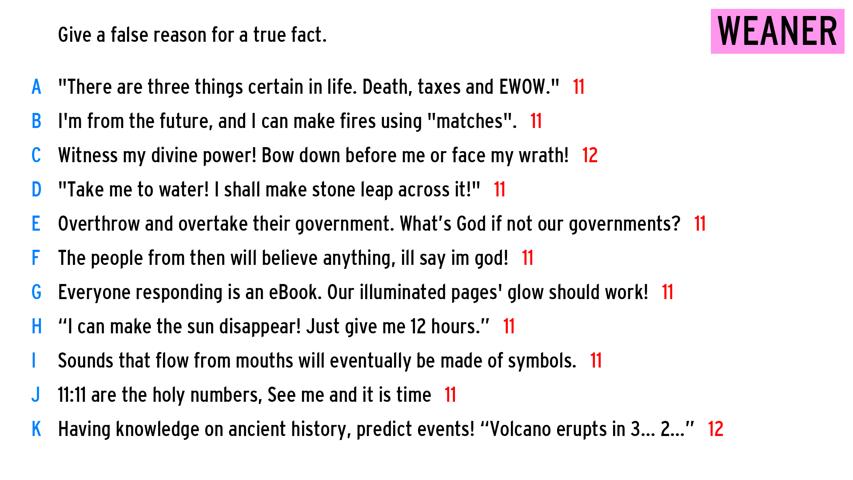 Give a false reason for a true fact.
WEANER
A "There are three things certain in life. Death, taxes and EWOW." 11
B I'm from the future, and I can make fires using "matches". 11
C Witness my divine power! Bow down before me or face my wrath! 12
D "Take me to water! I shall make stone leap across it!" 11
E Overthrow and overtake their government. What's God if not our governments? 11
F The people from then will believe anything, ill say im god! 11
G Everyone responding is an eBook. Our illuminated pages' glow should work! 11
H “I can make the sun disappear! Just give me 12 hours.” 11
I Sounds that flow from mouths will eventually be made of symbols. 11
J 11:11 are the holy numbers, See me and it is time 11
K Having knowledge on ancient history, predict events! “Volcano erupts in 3... 2...” 12